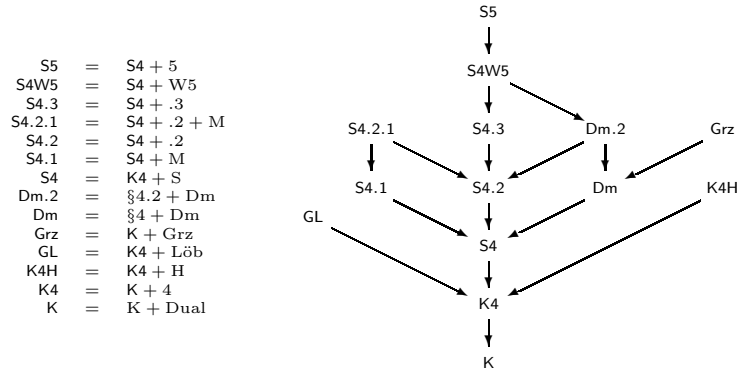 S5 = S4 + 5
S4W5 = S4 + W5
S4.3 = S4 + .3
S4.2.1 = S4 + .2 + M
S4.2 = S4 + .2
S4.1 = S4 + M
S4 = K4 + S
Dm.2 = §4.2 + Dm
Dm = §4 + Dm
Grz = K + Grz
GL = K4 + Löb
K4H = K4 + H
K4 = K + 4
K = K + Dual
S5
S4W5
S4.2.1 S4.3 Dm.2 Grz
S4.1 S4.2 Dm K4H
GL
S4
K4
K